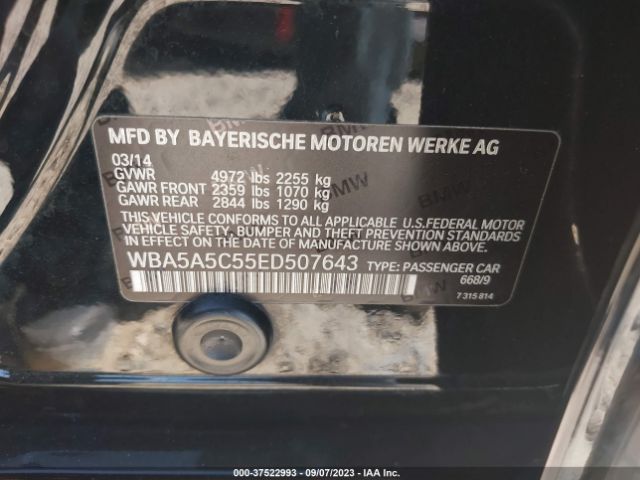 MFD BY BAYERISCHE MOTOREN WERKE AG
03/14
GVWR 4972 lbs 2255 kg
GAWR FRONT 2359 lbs 1070 kg
GAWR REAR 2844 lbs 1290 kg
THIS VEHICLE CONFORMS TO ALL APPLICABLE U.S.FEDERAL MOTOR
VEHICLE SAFETY, BUMPER, AND THEFT PREVENTION STANDARDS IN
EFFECT ON THE DATE OF MANUFACTURE SHOWN ABOVE.
WBA5A5C55ED507643 TYPE: PASSENGER CAR
668/9
7 315 814
000-37522993 - 09/07/2023 - IAA Inc.